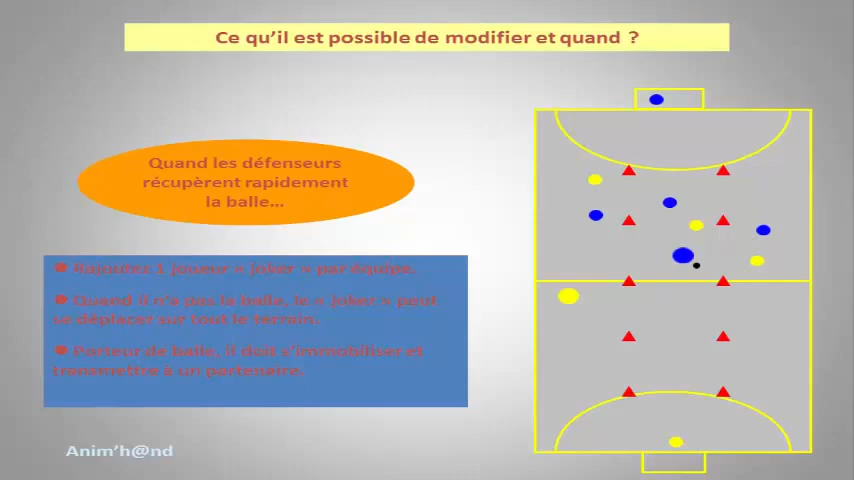 Ce qu'il est possible de modifier et quand ?
Quand les défenseurs
récupèrent rapidement
la balle...
Rajoutez 1 joueur « joker » par équipe.
Quand il n'a pas la balle, le « joker » peut
se déplacer sur tout le terrain.
Porteur de balle, il doit s'immobiliser et
transmettre à un partenaire.
Anim'h@nd